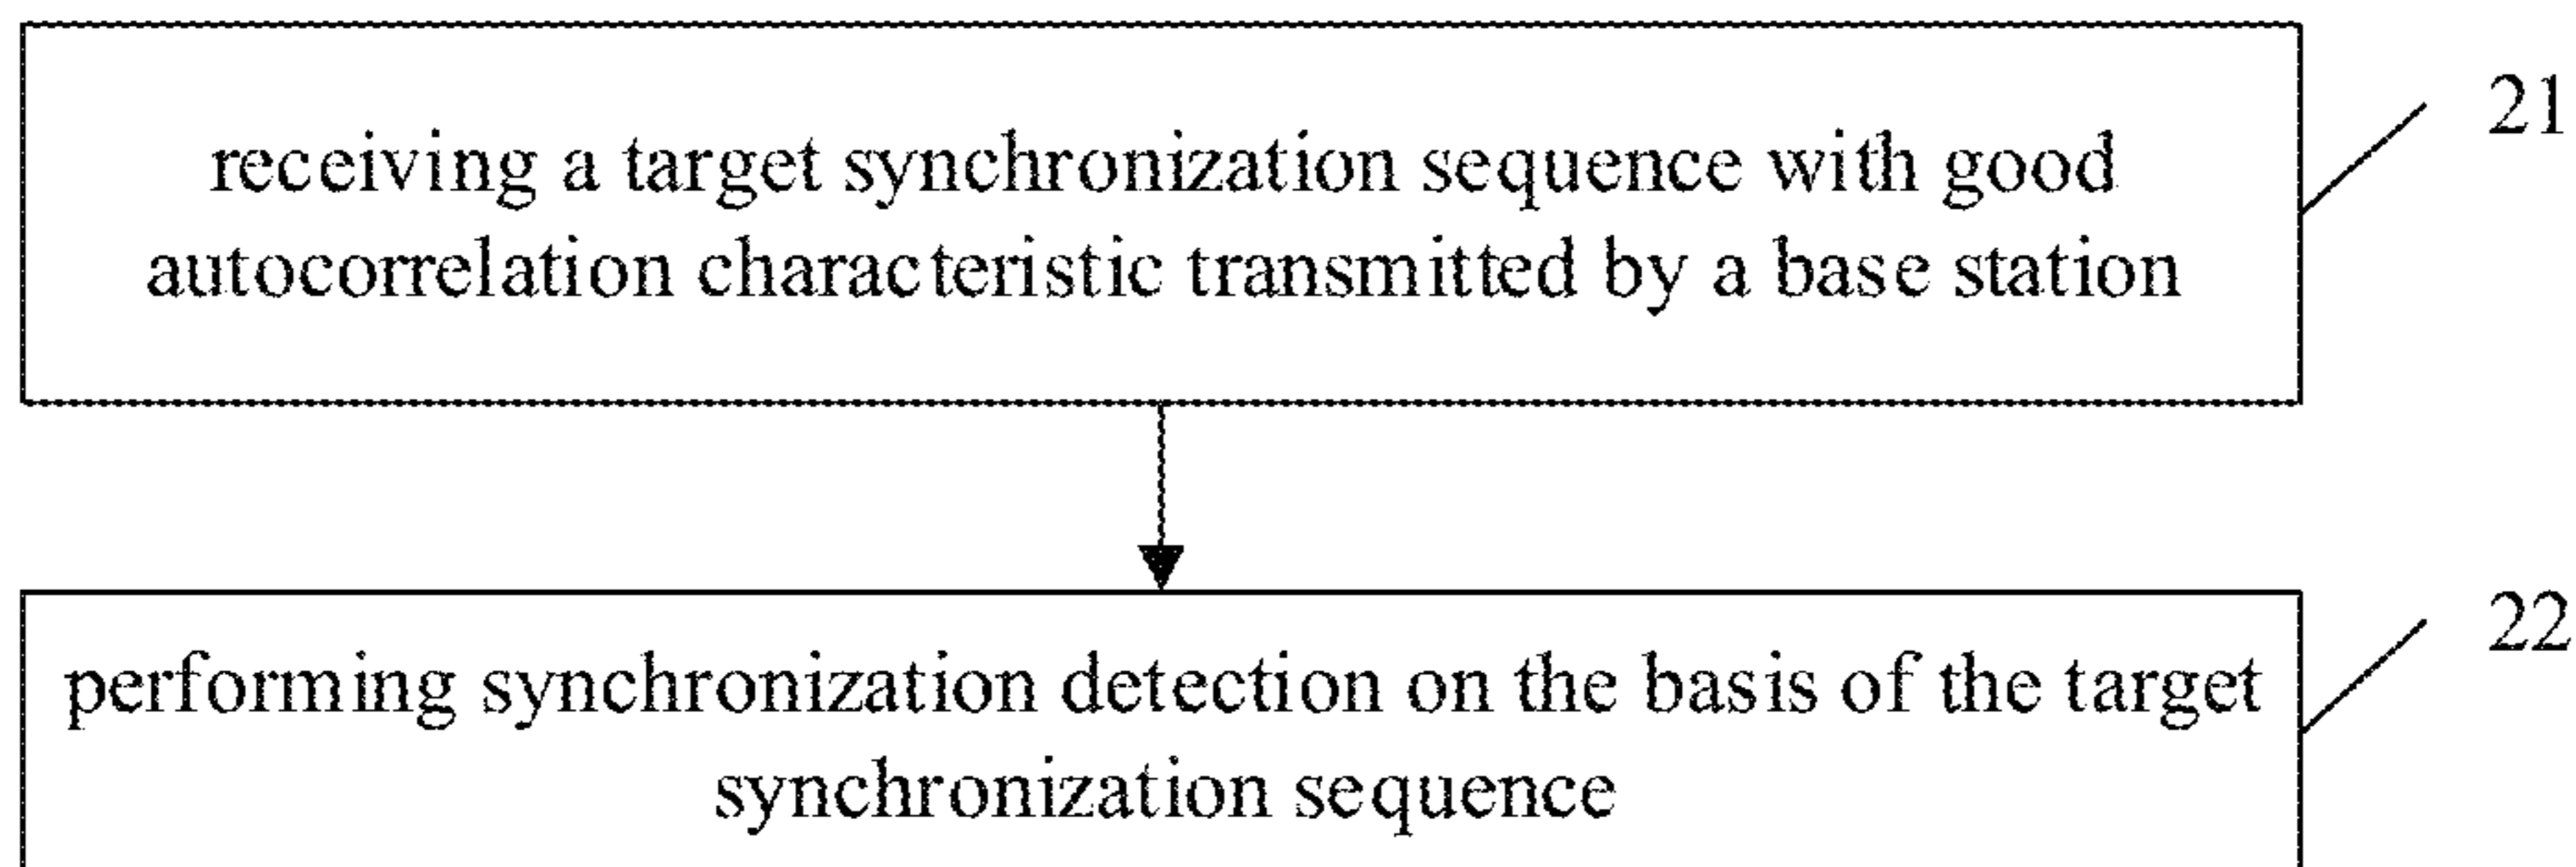 receiving a target synchronization sequence with good
21
autocorrelation characteristic transmitted by a base station
performing synchronization detection on the basis of the target
22
synchronization sequence